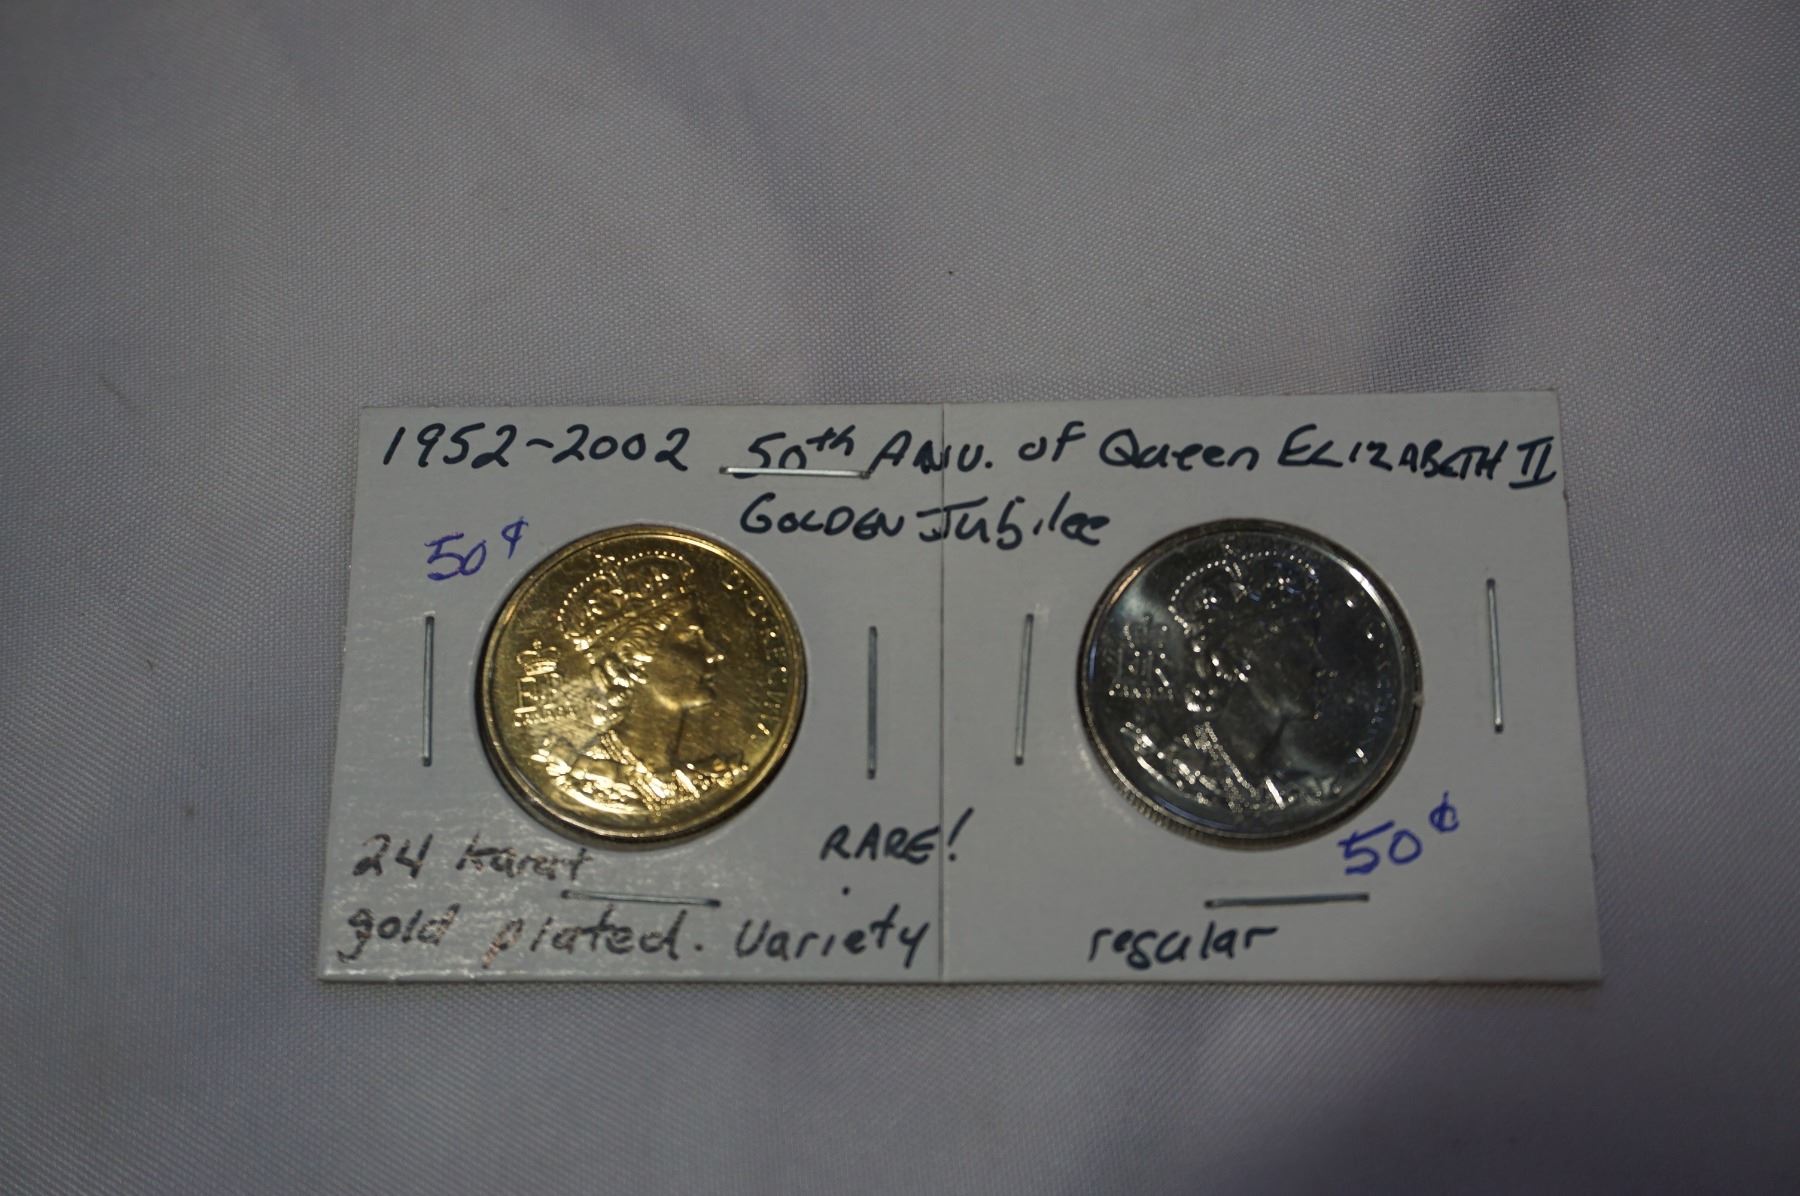 1952-2002 50th ANU. of Queen ELIZABETH II
GOLDEN Jubilee
50¢
D·G·REGINA
24 Karat
gold plated. Variety
RARE!
50¢
regular